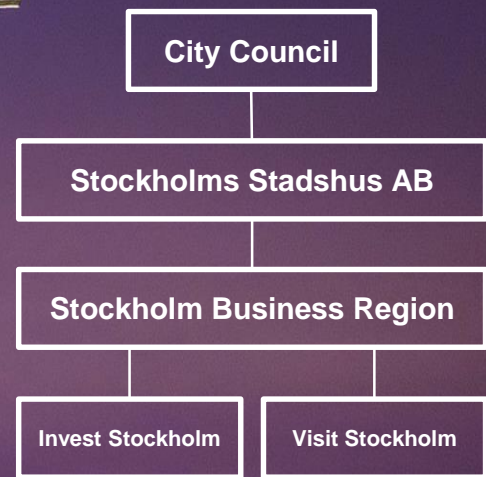 City Council
Stockholms Stadshus AB
Stockholm Business Region
Invest Stockholm
Visit Stockholm